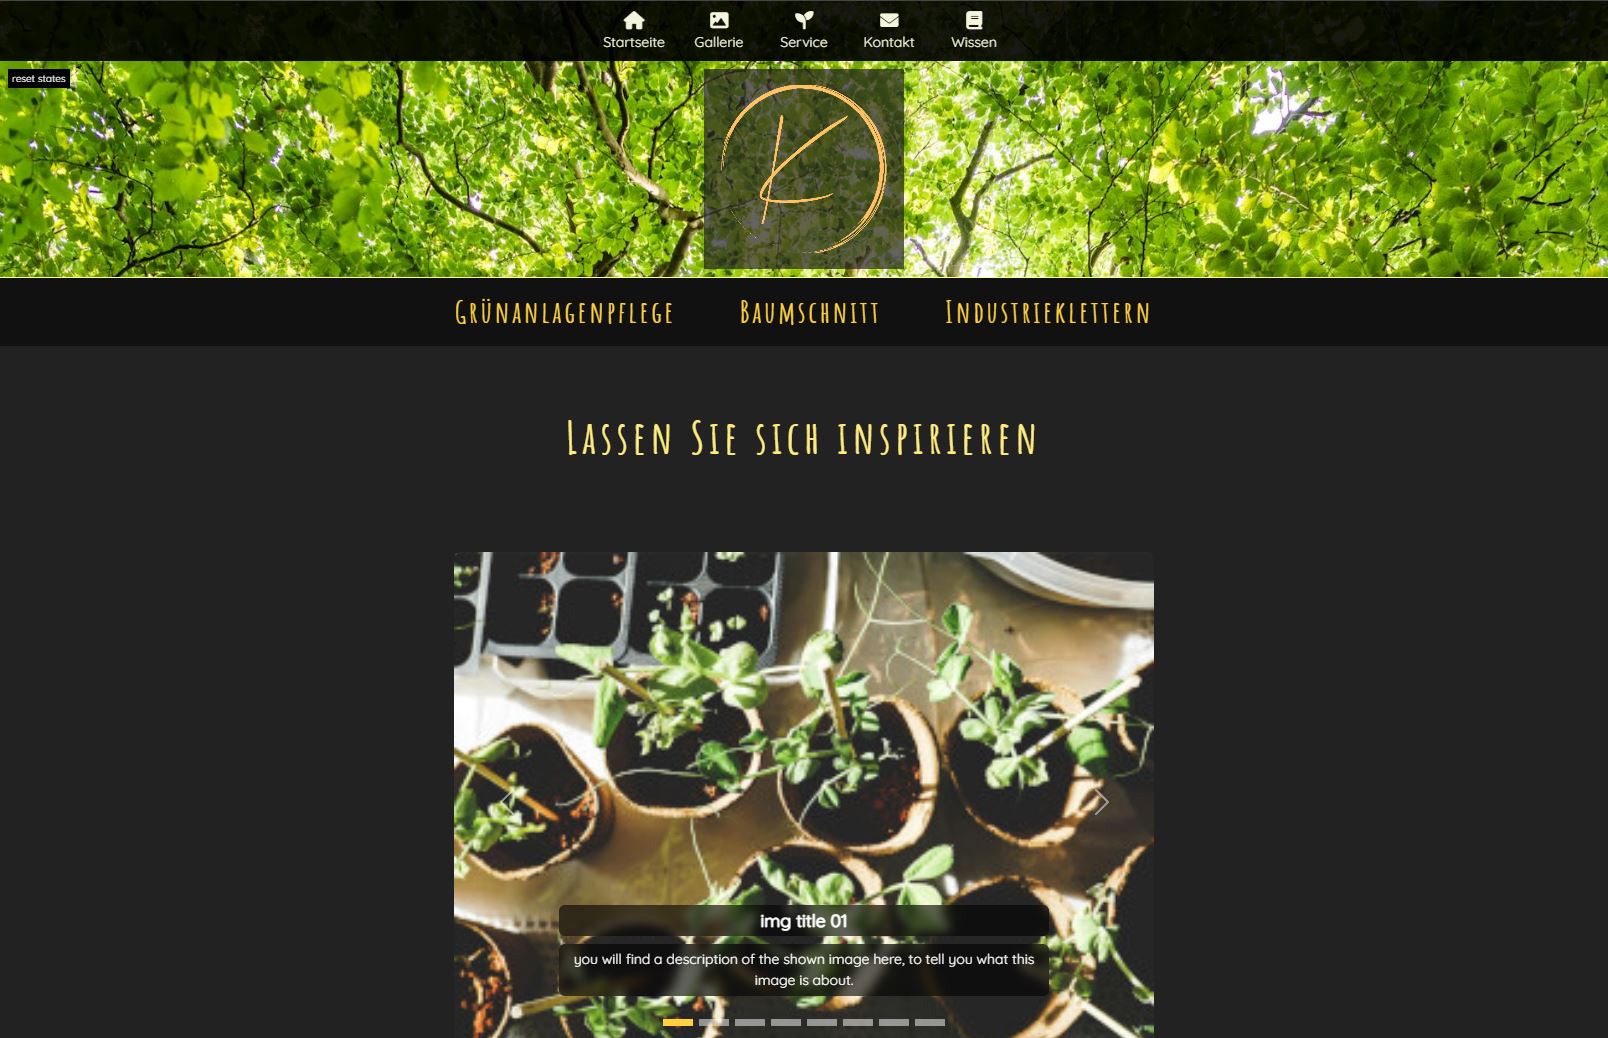 Startseite Gallerie Service Kontakt Wissen
reset states
K
Grünanlagenpflege Baumschnitt Industrieklettern
Lassen Sie sich inspirieren
img title 01
you will find a description of the shown image here, to tell you what this
image is about.